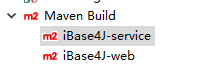 m2 Maven Build
m2 iBase4J-service
m2 iBase4J-web